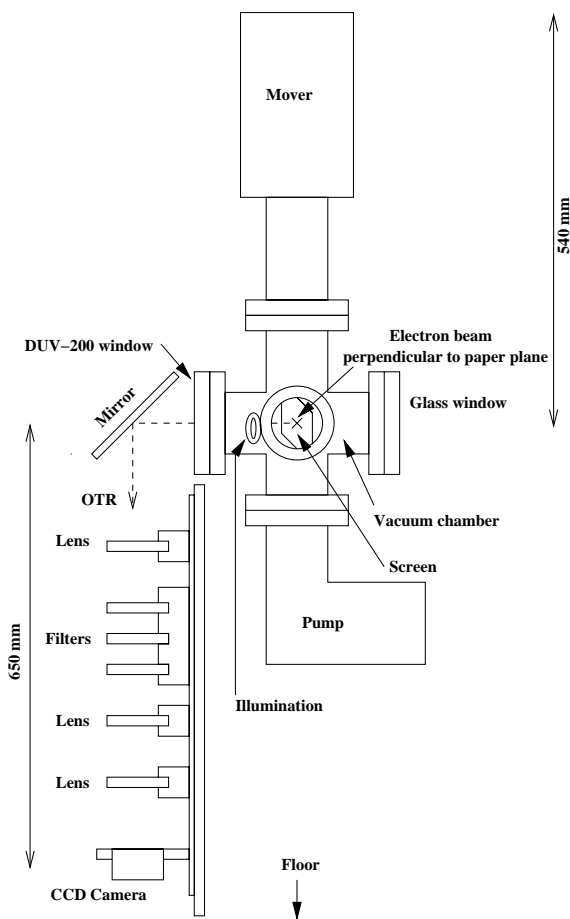 Mover
540 mm
Electron beam
perpendicular to paper plane
DUV−200 window
Mirror
Glass window
OTR
Vacuum chamber
Lens
Screen
Pump
Filters
650 mm
Illumination
Lens
Lens
Floor
CCD Camera